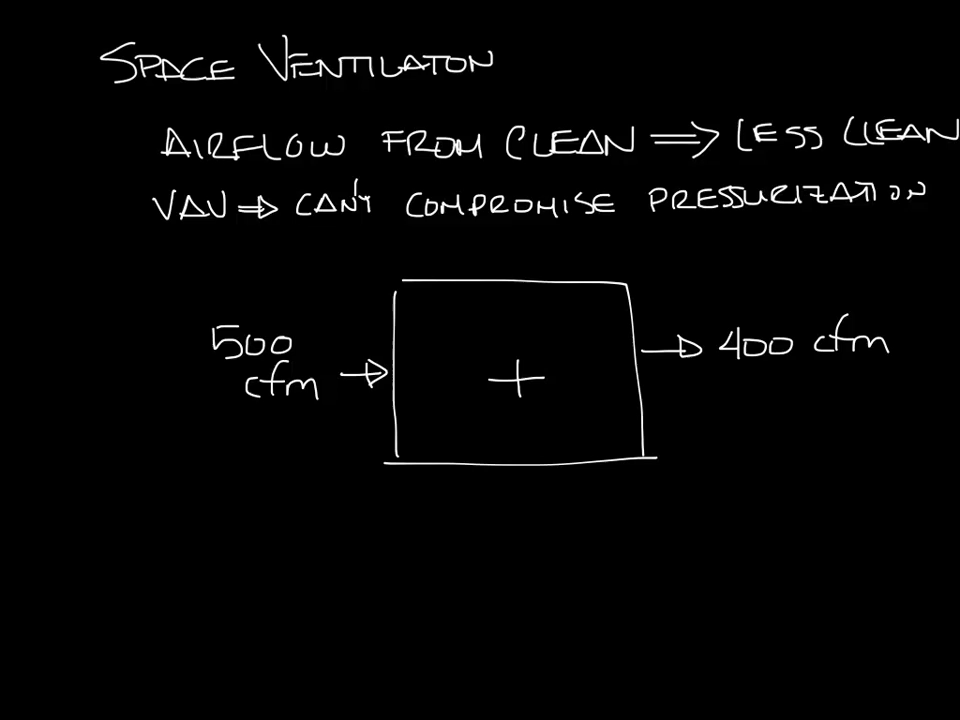 SPACE VENTILATON
AIRFLOW FROM CLEAN ⇒ LESS CLEAN
VAV ⇒ CAN'T COMPROMISE PRESSURIZATION
500
cfm
+
400 cfm